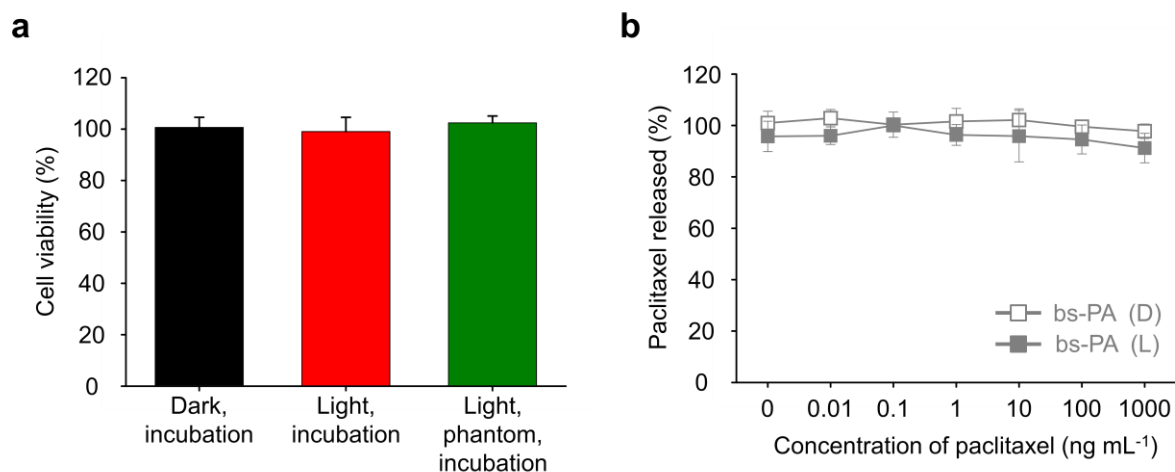 a
120
100
80
60
40
20
0
Cell viability (%)
Dark,
incubation
Light,
incubation
Light,
phantom,
incubation
b
120
100
80
60
40
20
0
Paclitaxel released (%)
bs-PA (D)
bs-PA (L)
0 0.01 0.1 1 10 100 1000
Concentration of paclitaxel (ng mL⁻¹)